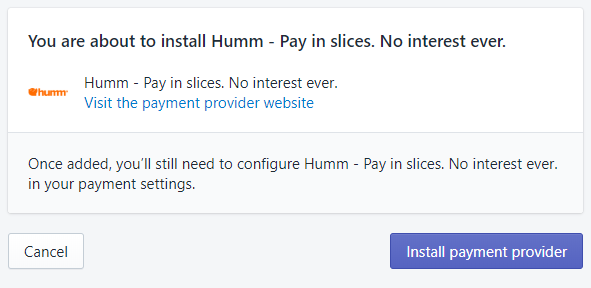 You are about to install Humm - Pay in slices. No interest ever.
humm
Humm - Pay in slices. No interest ever.
Visit the payment provider website
Once added, you’ll still need to configure Humm - Pay in slices. No interest ever.
in your payment settings.
Cancel
Install payment provider